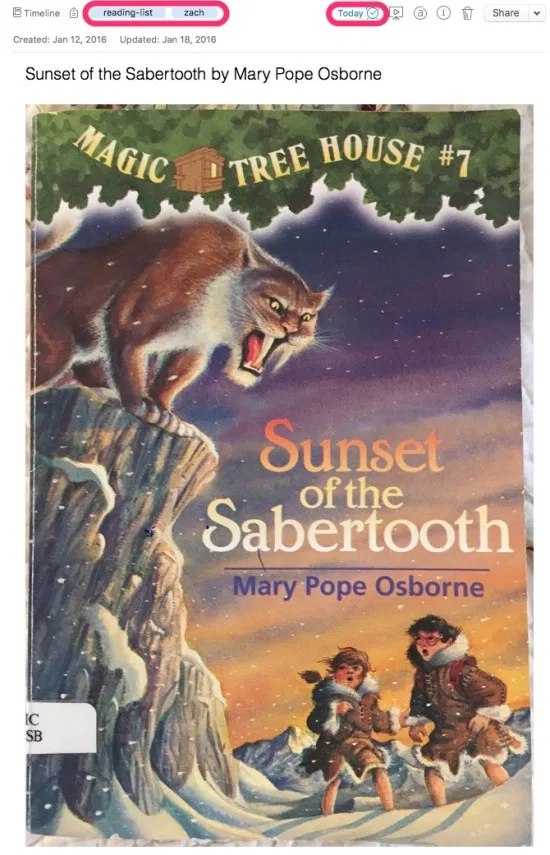 Timeline reading-list zach Today Share
Created: Jan 12, 2016 Updated: Jan 18, 2016
Sunset of the Sabertooth by Mary Pope Osborne
MAGIC TREE HOUSE #7
Sunset
of the
Sabertooth
Mary Pope Osborne
IC
SB